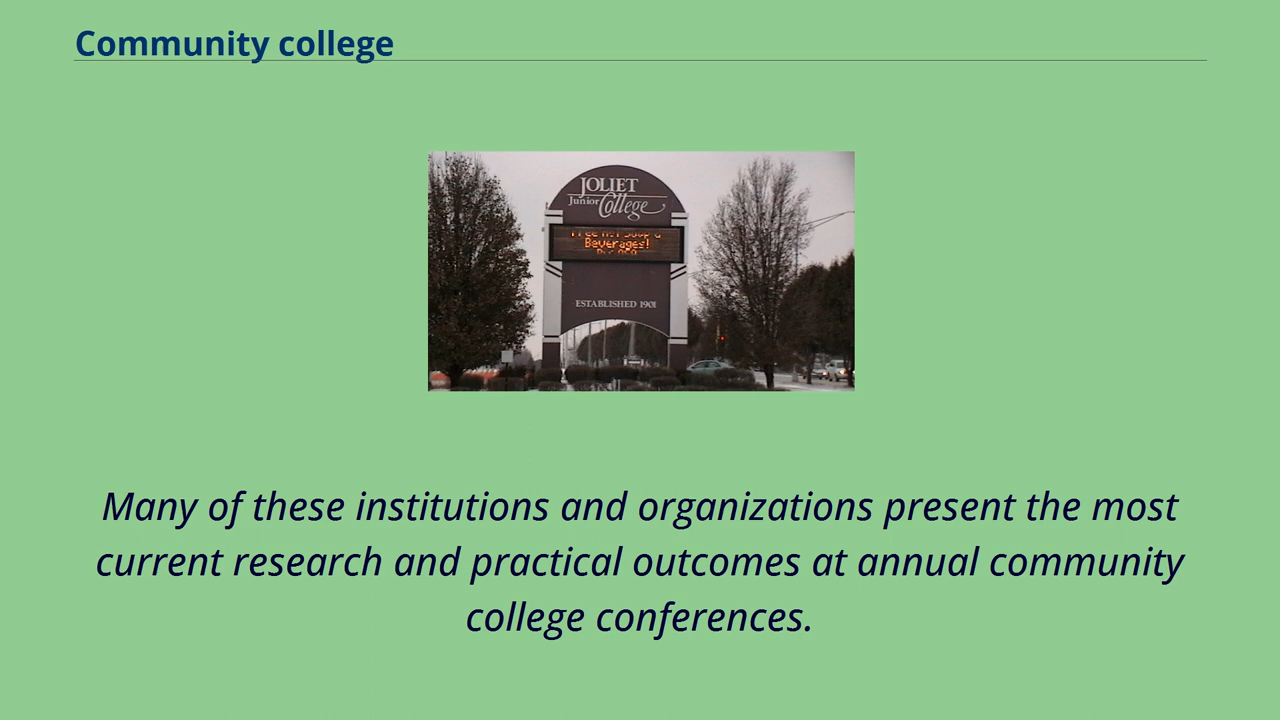 Community college
JOLIET
Junior College
Beverages!
ESTABLISHED 1901
Many of these institutions and organizations present the most
current research and practical outcomes at annual community
college conferences.